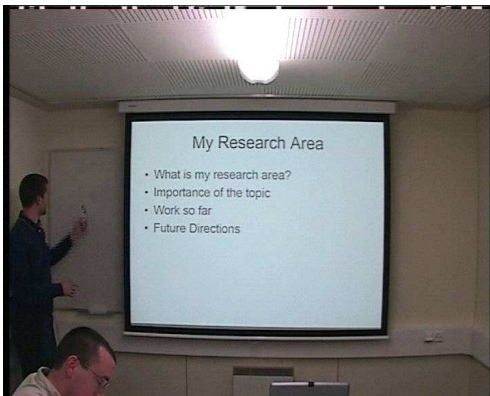 My Research Area
• What is my research area?
• Importance of the topic
• Work so far
• Future Directions